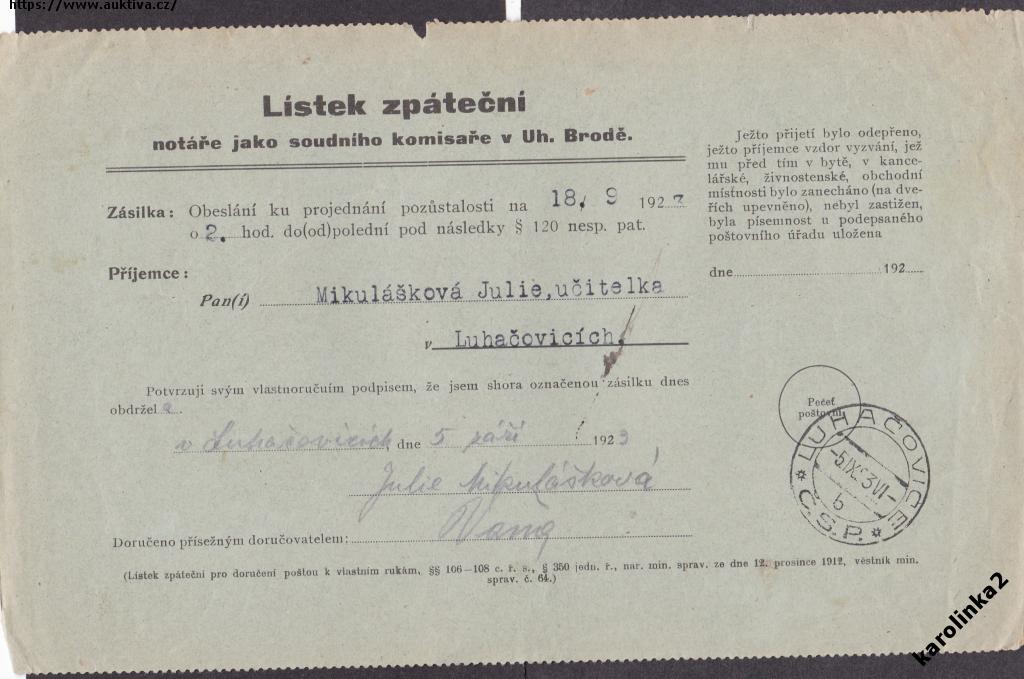 https://www.auktiva.cz/
Lístek zpáteční
notáře jako soudního komisaře v Uh. Brodě.
Zásilka: Obeslání ku projednání pozůstalosti na 18. 9 192
o 2. hod. do(od)polední pod následky § 120 nesp. pat.
Příjemce:
Pan(í) Mikulášková Julie, učitelka
v Luhačovicích.
Potvrzuji svým vlastnoručuím podpisem, že jsem shora označenou zásilku dnes
obdržel a.
v Luhačovicích, dne 5 září 1923
Julie Mikulášková
Doručeno přísežným doručovatelem:
(Lístek zpáteční pro doručení poštou k vlastním rukám, §§ 106—108 c. ř. s., § 350 jedn. ř., nar. min. sprav. ze dne 12. prosince 1912, věstník min.
sprav. č. 64.)
Ježto přijetí bylo odepřeno,
ježto příjemce vzdor vyzvání, jež
mu před tím v bytě, v kance-
lářské, živnostenské, obchodní
místnosti bylo zanecháno (na dve-
řích upevněno), nebyl zastižen,
byla písemnost u podepsaného
poštovního úřadu uložena
dne 192
Pečeť
poštovní
LUHAČOVICE
-5.IX.23.VI-
b
Č.S.P.
karolinka2